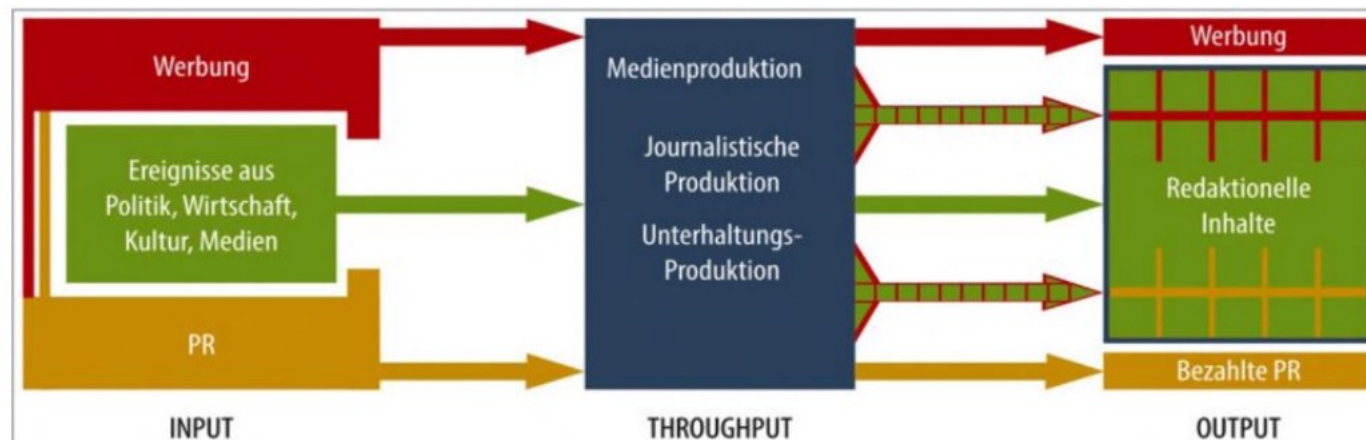 Werbung
Ereignisse aus
Politik, Wirtschaft,
Kultur, Medien
PR
INPUT
Medienproduktion
Journalistische
Produktion
Unterhaltungs-
Produktion
THROUGHPUT
Werbung
Redaktionelle
Inhalte
Bezahlte PR
OUTPUT